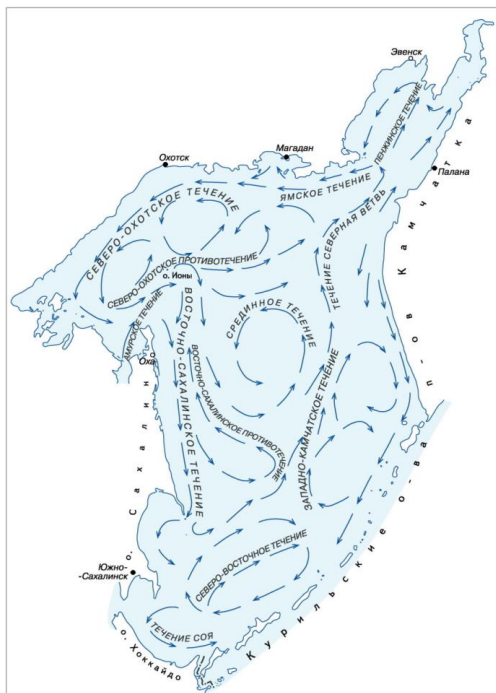 Эвенск
ПЕНЖИНСКОЕ ТЕЧЕНИЕ
Магадан
Охотск
Палана
ЯМСКОЕ ТЕЧЕНИЕ
СЕВЕРО-ОХОТСКОЕ ТЕЧЕНИЕ
ТЕЧЕНИЕ СЕВЕРНАЯ ВЕТВЬ
п-ов Камчатка
СЕВЕРО-ОХОТСКОЕ ПРОТИВОТЕЧЕНИЕ
о. Ионы
АМУРСКОЕ ТЕЧЕНИЕ
СРЕДИННОЕ ТЕЧЕНИЕ
Оха
ВОСТОЧНО-САХАЛИНСКОЕ ТЕЧЕНИЕ
ВОСТОЧНО-САХАЛИНСКОЕ ПРОТИВОТЕЧЕНИЕ
ЗАПАДНО-КАМЧАТСКОЕ ТЕЧЕНИЕ
о. Сахалин
СЕВЕРО-ВОСТОЧНОЕ ТЕЧЕНИЕ
Южно-
-Сахалинск
ТЕЧЕНИЕ СОЯ
о. Хоккайдо
Курильские о-ва